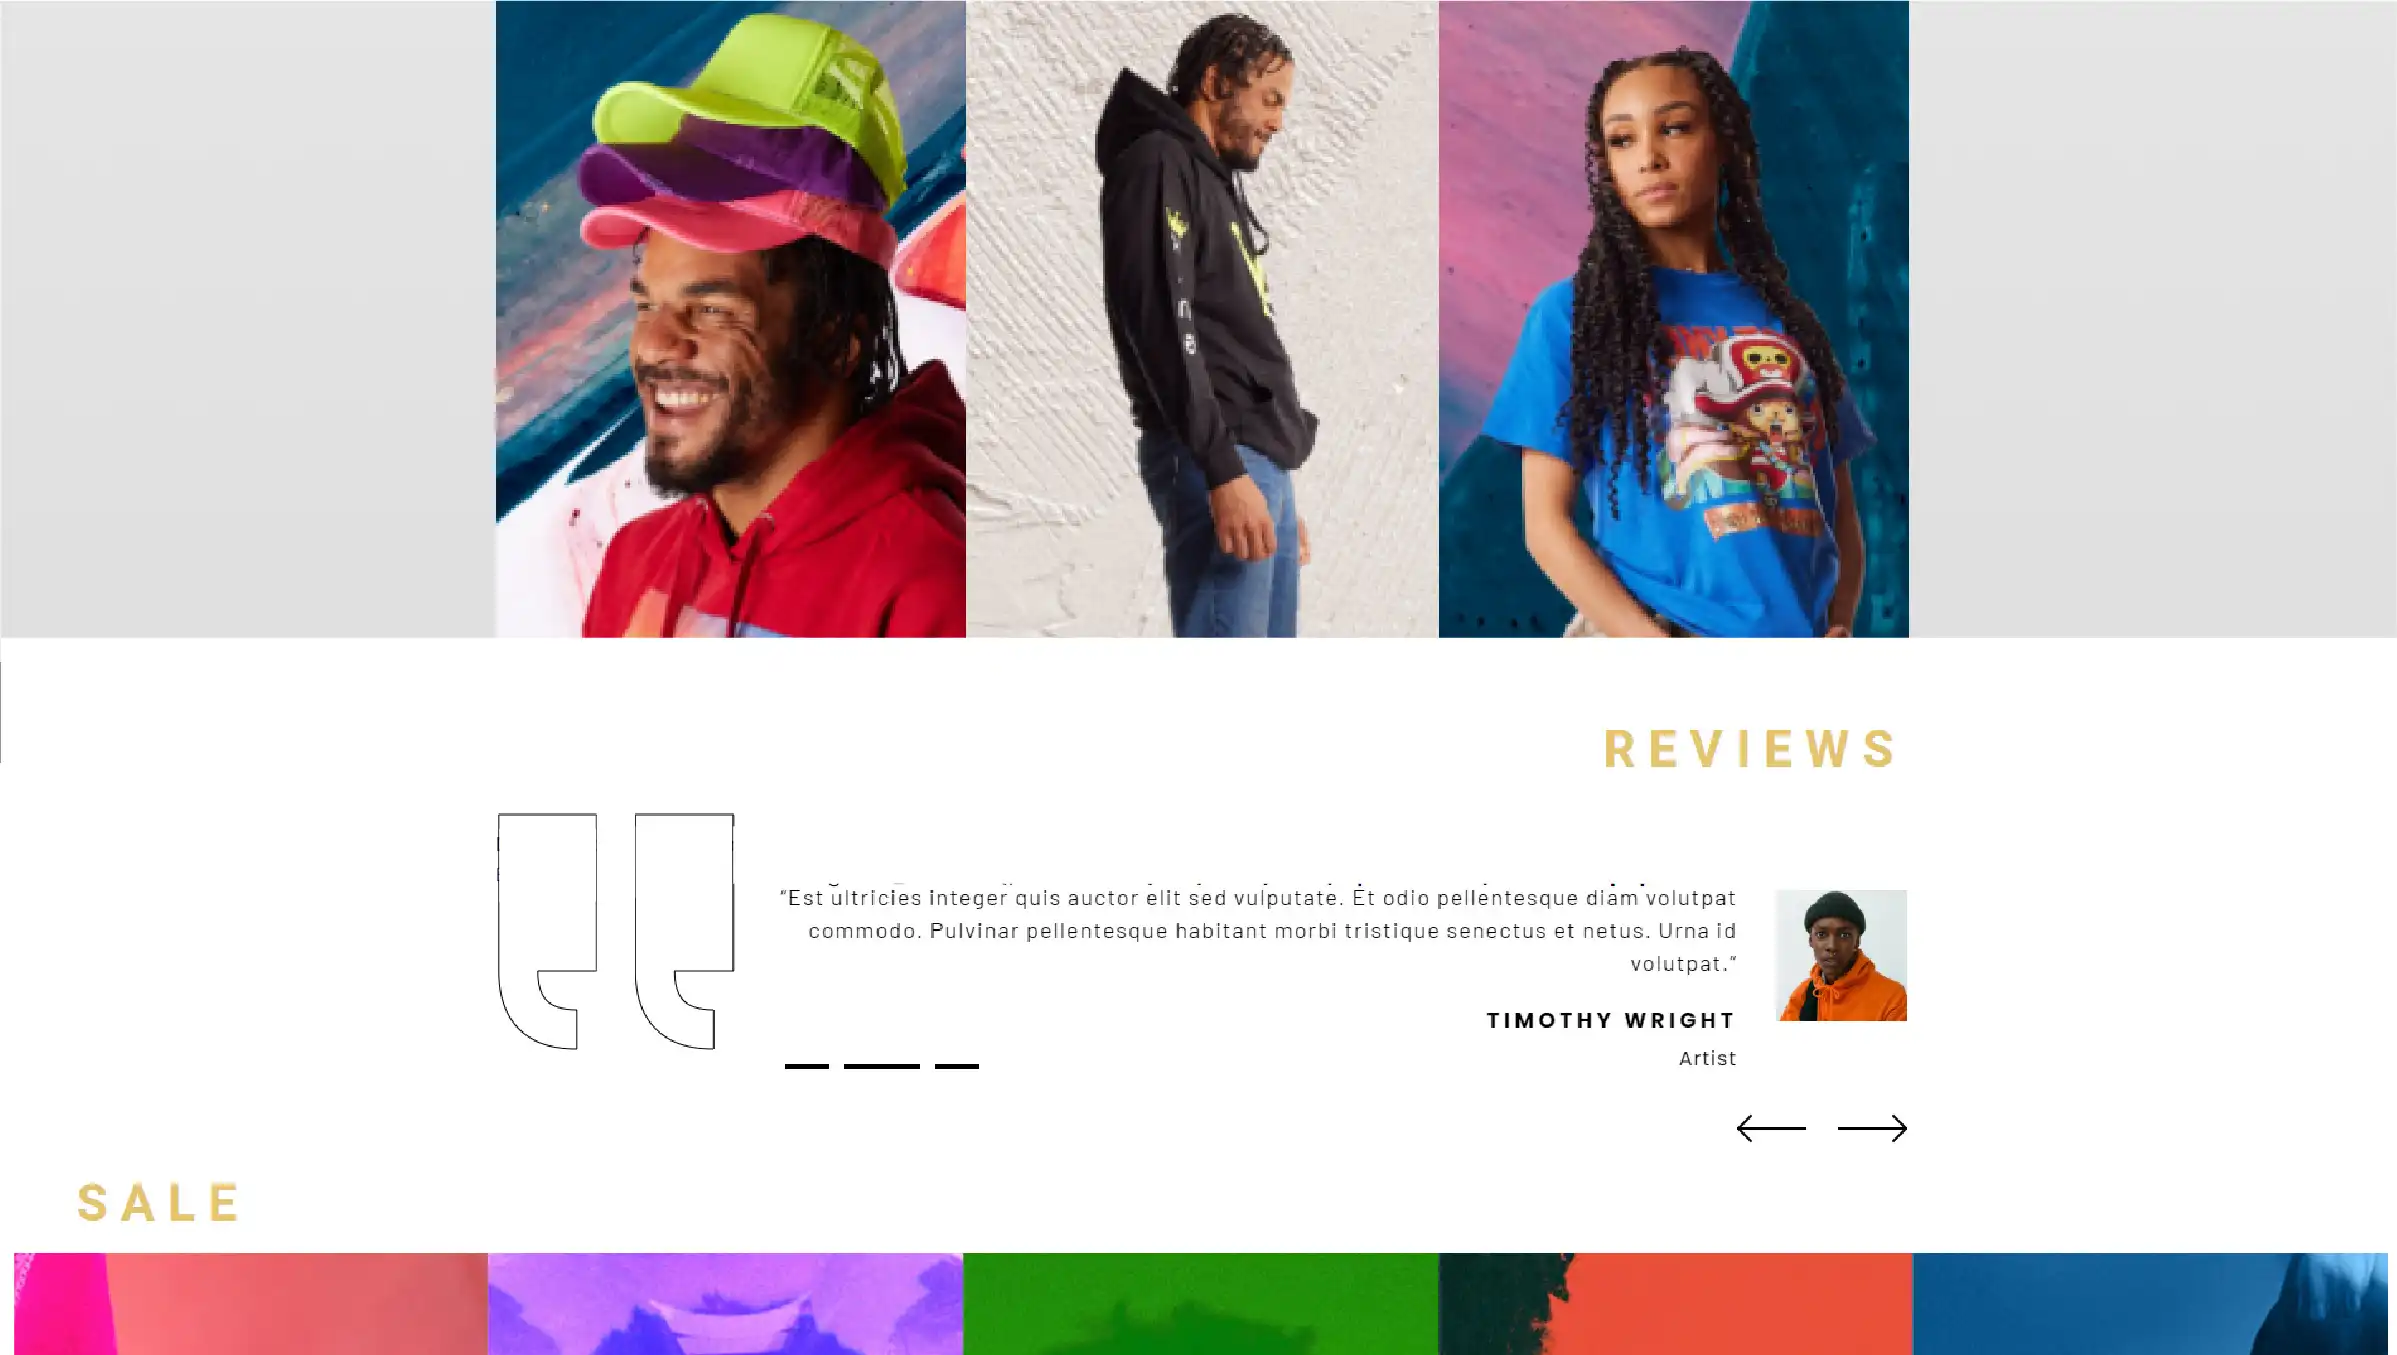 REVIEWS
“Est ultricies integer quis auctor elit sed vulputate. Et odio pellentesque diam volutpat
commodo. Pulvinar pellentesque habitant morbi tristique senectus et netus. Urna id
volutpat.“
TIMOTHY WRIGHT
Artist
SALE